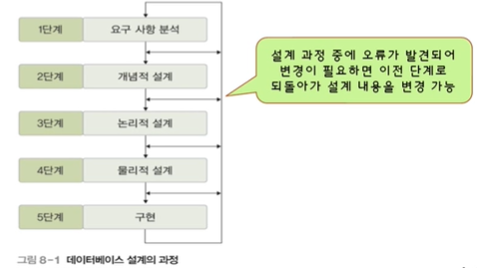 1단계 요구 사항 분석
설계 과정 중에 오류가 발견되어
변경이 필요하면 이전 단계로
되돌아가 설계 내용을 변경 가능
2단계 개념적 설계
3단계 논리적 설계
4단계 물리적 설계
5단계 구현
그림 8-1 데이터베이스 설계의 과정